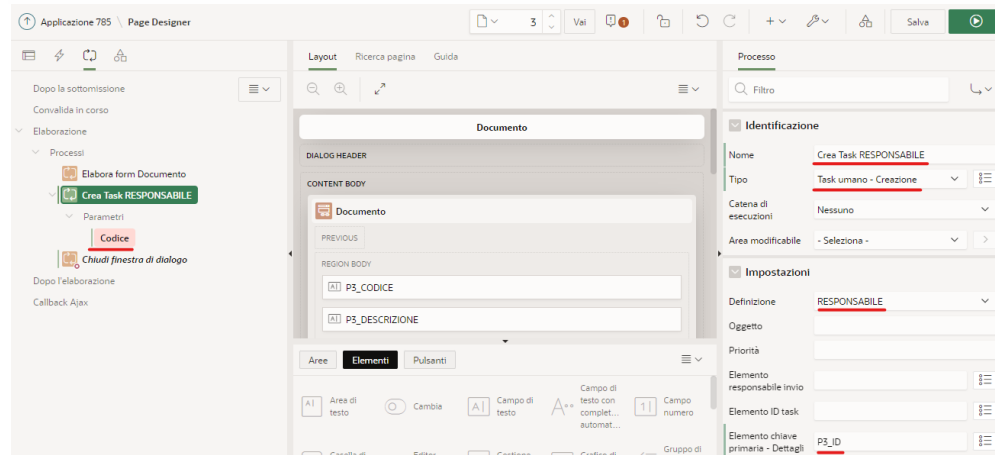 Applicazione 785 \ Page Designer
3
Vai
1
Salva
Dopo la sottomissione
Convalida in corso
Elaborazione
Processi
Elabora form Documento
Crea Task RESPONSABILE
Parametri
Codice
Chiudi finestra di dialogo
Dopo l'elaborazione
Callback Ajax
Layout Ricerca pagina Guida
Documento
DIALOG HEADER
CONTENT BODY
Documento
PREVIOUS
REGION BODY
P3_CODICE
P3_DESCRIZIONE
Aree Elementi Pulsanti
Area di testo
Cambia
Campo di testo
Campo di testo con complet... automat...
Campo numero
Gruppo di
Processo
Filtro
Identificazione
Nome Crea Task RESPONSABILE
Tipo Task umano - Creazione
Catena di esecuzioni Nessuno
Area modificabile - Seleziona -
Impostazioni
Definizione RESPONSABILE
Oggetto
Priorità
Elemento responsabile invio
Elemento ID task
Elemento chiave primaria - Dettagli P3_ID